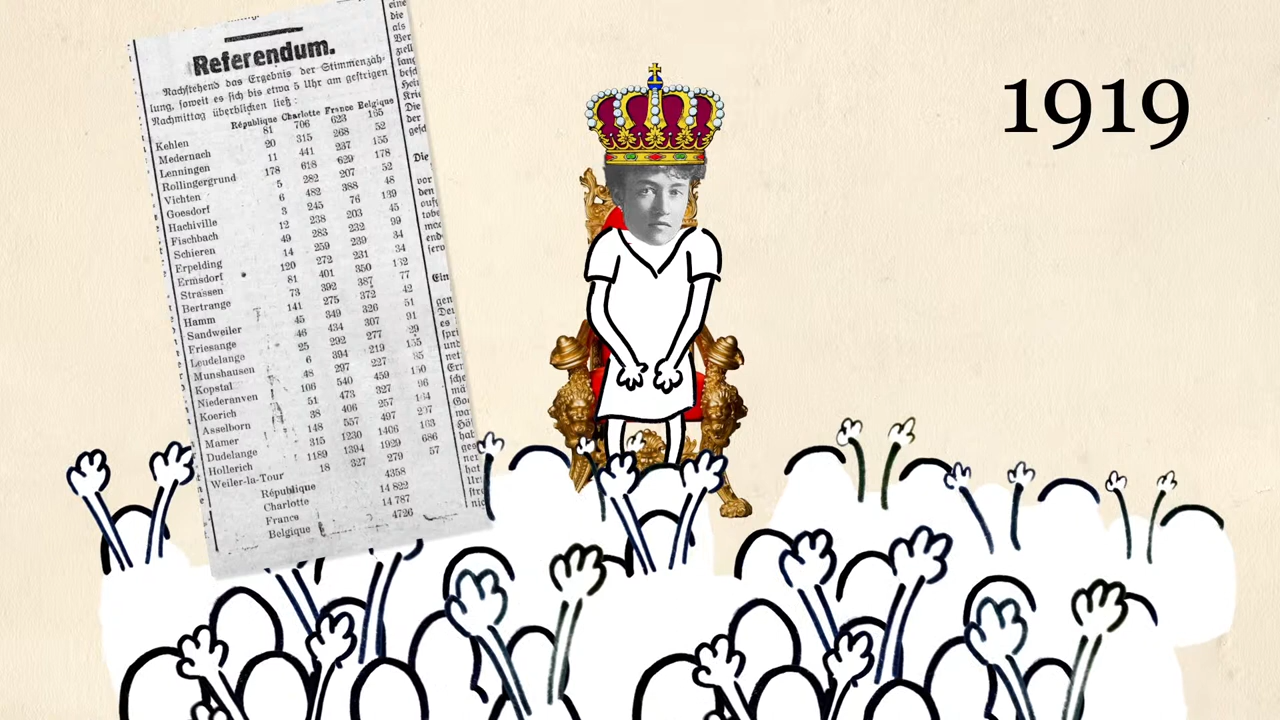 1919
Referendum.
Nachstehend das Ergebnis der Stimmenzäh-
lung, soweit es sich bis etwa 5 Uhr am gestrigen
Nachmittag überblicken ließ:
République Charlotte France Belgique
Kehlen 81 706 623 165
Medernach 20 315 268 52
Lenningen 11 441 237 155
Rollingergrund 178 618 629 178
Vichten 5 282 207 52
Goesdorf 6 482 388 48
Hachiville 3 245 76 139
Fischbach 12 238 203 45
Schieren 49 283 232 99
Erpelding 14 259 239 34
Ermsdorf 120 272 231 34
Strassen 81 401 350 132
Bertrange 73 392 387 77
Hamm 141 275 372 42
Sandweiler 45 349 326 51
Friesange 46 434 307 91
Leudelange 25 292 277 29
Munshausen 6 394 219 155
Kopstal 48 297 227 85
Niederanven 106 540 459 150
Koerich 51 473 327 96
Asselborn 38 406 257 164
Mamer 148 557 497 207
Dudelange 315 1230 1406 163
Hollerich 1189 1394 1929 686
Weiler-la-Tour 18 327 279 57
République 4358
Charlotte 14 822
France 14 787
Belgique 4726